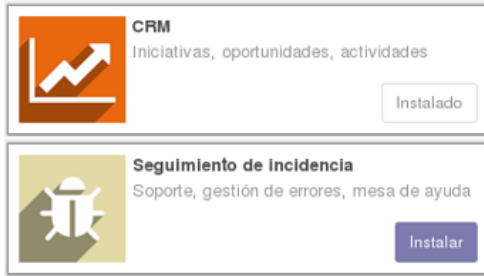 CRM
Iniciativas, oportunidades, actividades
Instalado
Seguimiento de incidencia
Soporte, gestión de errores, mesa de ayuda
Instalar